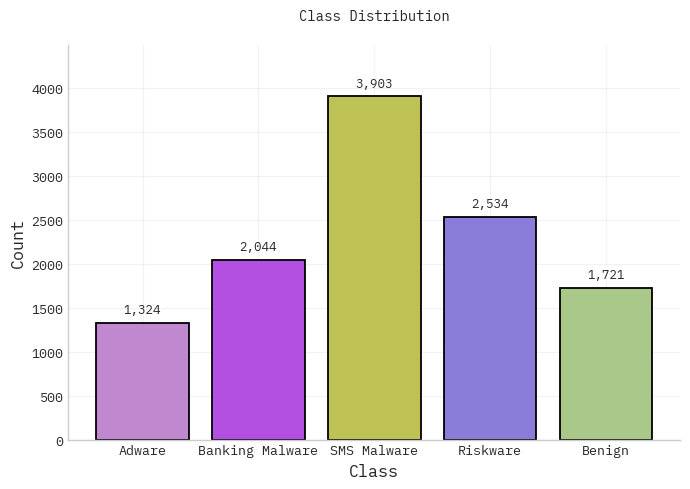 Class Distribution
4000
3500
3000
2500
2000
1500
1000
500
0
Count
1,324
2,044
3,903
2,534
1,721
Adware
Banking Malware
SMS Malware
Riskware
Benign
Class